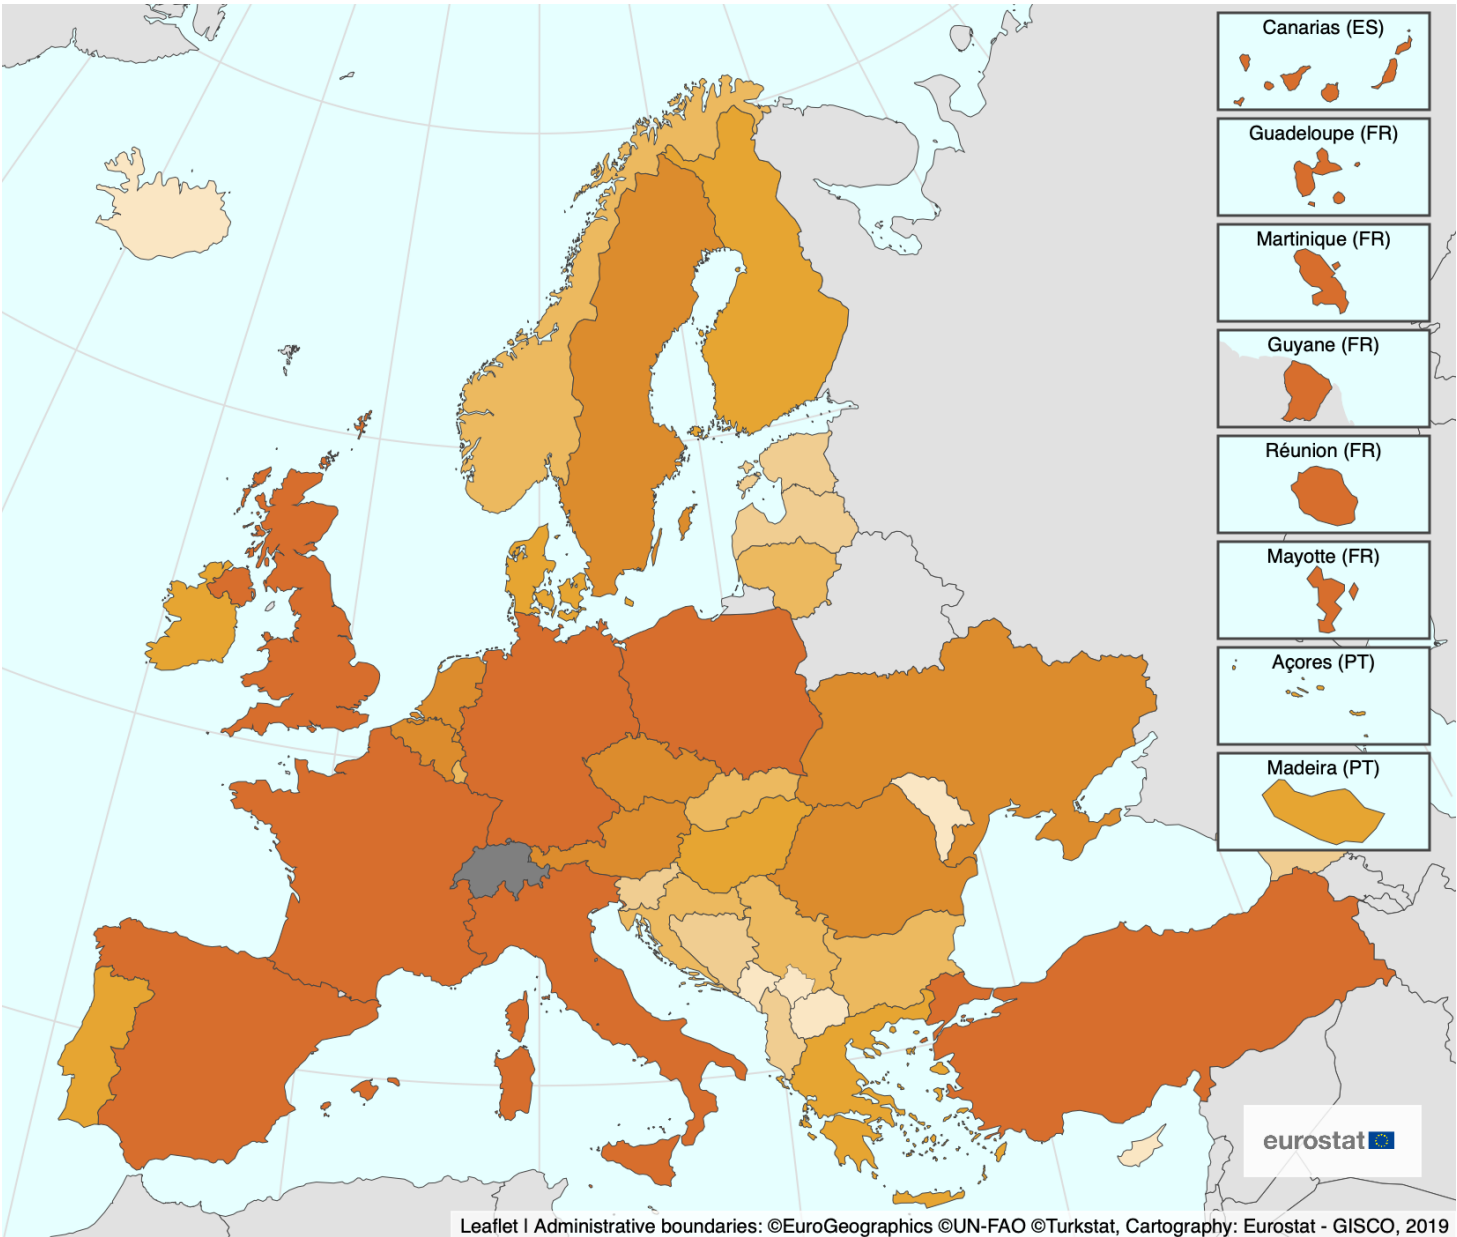 Canarias (ES)
Guadeloupe (FR)
Martinique (FR)
Guyane (FR)
Réunion (FR)
Mayotte (FR)
Açores (PT)
Madeira (PT)
eurostat
Leaflet | Administrative boundaries: ©EuroGeographics ©UN-FAO ©Turkstat, Cartography: Eurostat - GISCO, 2019